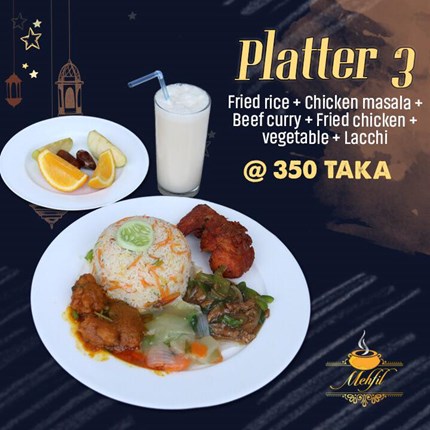 Platter 3
Fried rice + Chicken masala +
Beef curry + Fried chicken +
vegetable + Lacchi
@ 350 TAKA
Mehfil